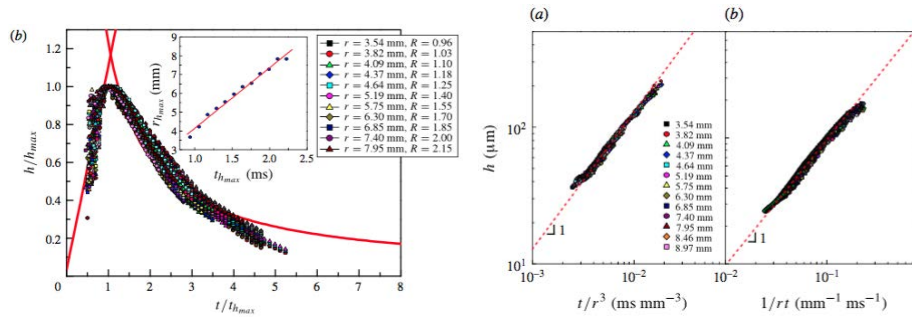 (b)
h/h_max
1.2
1.0
0.8
0.6
0.4
0.2
0 1 2 3 4 5 6 7 8
t/t_{h_max}
r_{h_max} (mm)
9
8
7
6
5
4
3
1.0 1.5 2.0 2.5
t_{h_max} (ms)
r = 3.54 mm, R = 0.96
r = 3.82 mm, R = 1.03
r = 4.09 mm, R = 1.10
r = 4.37 mm, R = 1.18
r = 4.64 mm, R = 1.25
r = 5.19 mm, R = 1.40
r = 5.75 mm, R = 1.55
r = 6.30 mm, R = 1.70
r = 6.85 mm, R = 1.85
r = 7.40 mm, R = 2.00
r = 7.95 mm, R = 2.15
(a)
h (μm)
10²
10¹
1
10⁻³ 10⁻²
t/r³ (ms mm⁻³)
3.54 mm
3.82 mm
4.09 mm
4.37 mm
4.64 mm
5.19 mm
5.75 mm
6.30 mm
6.85 mm
7.40 mm
7.95 mm
8.46 mm
8.97 mm
(b)
1
10⁻² 10⁻¹
1/rt (mm⁻¹ ms⁻¹)